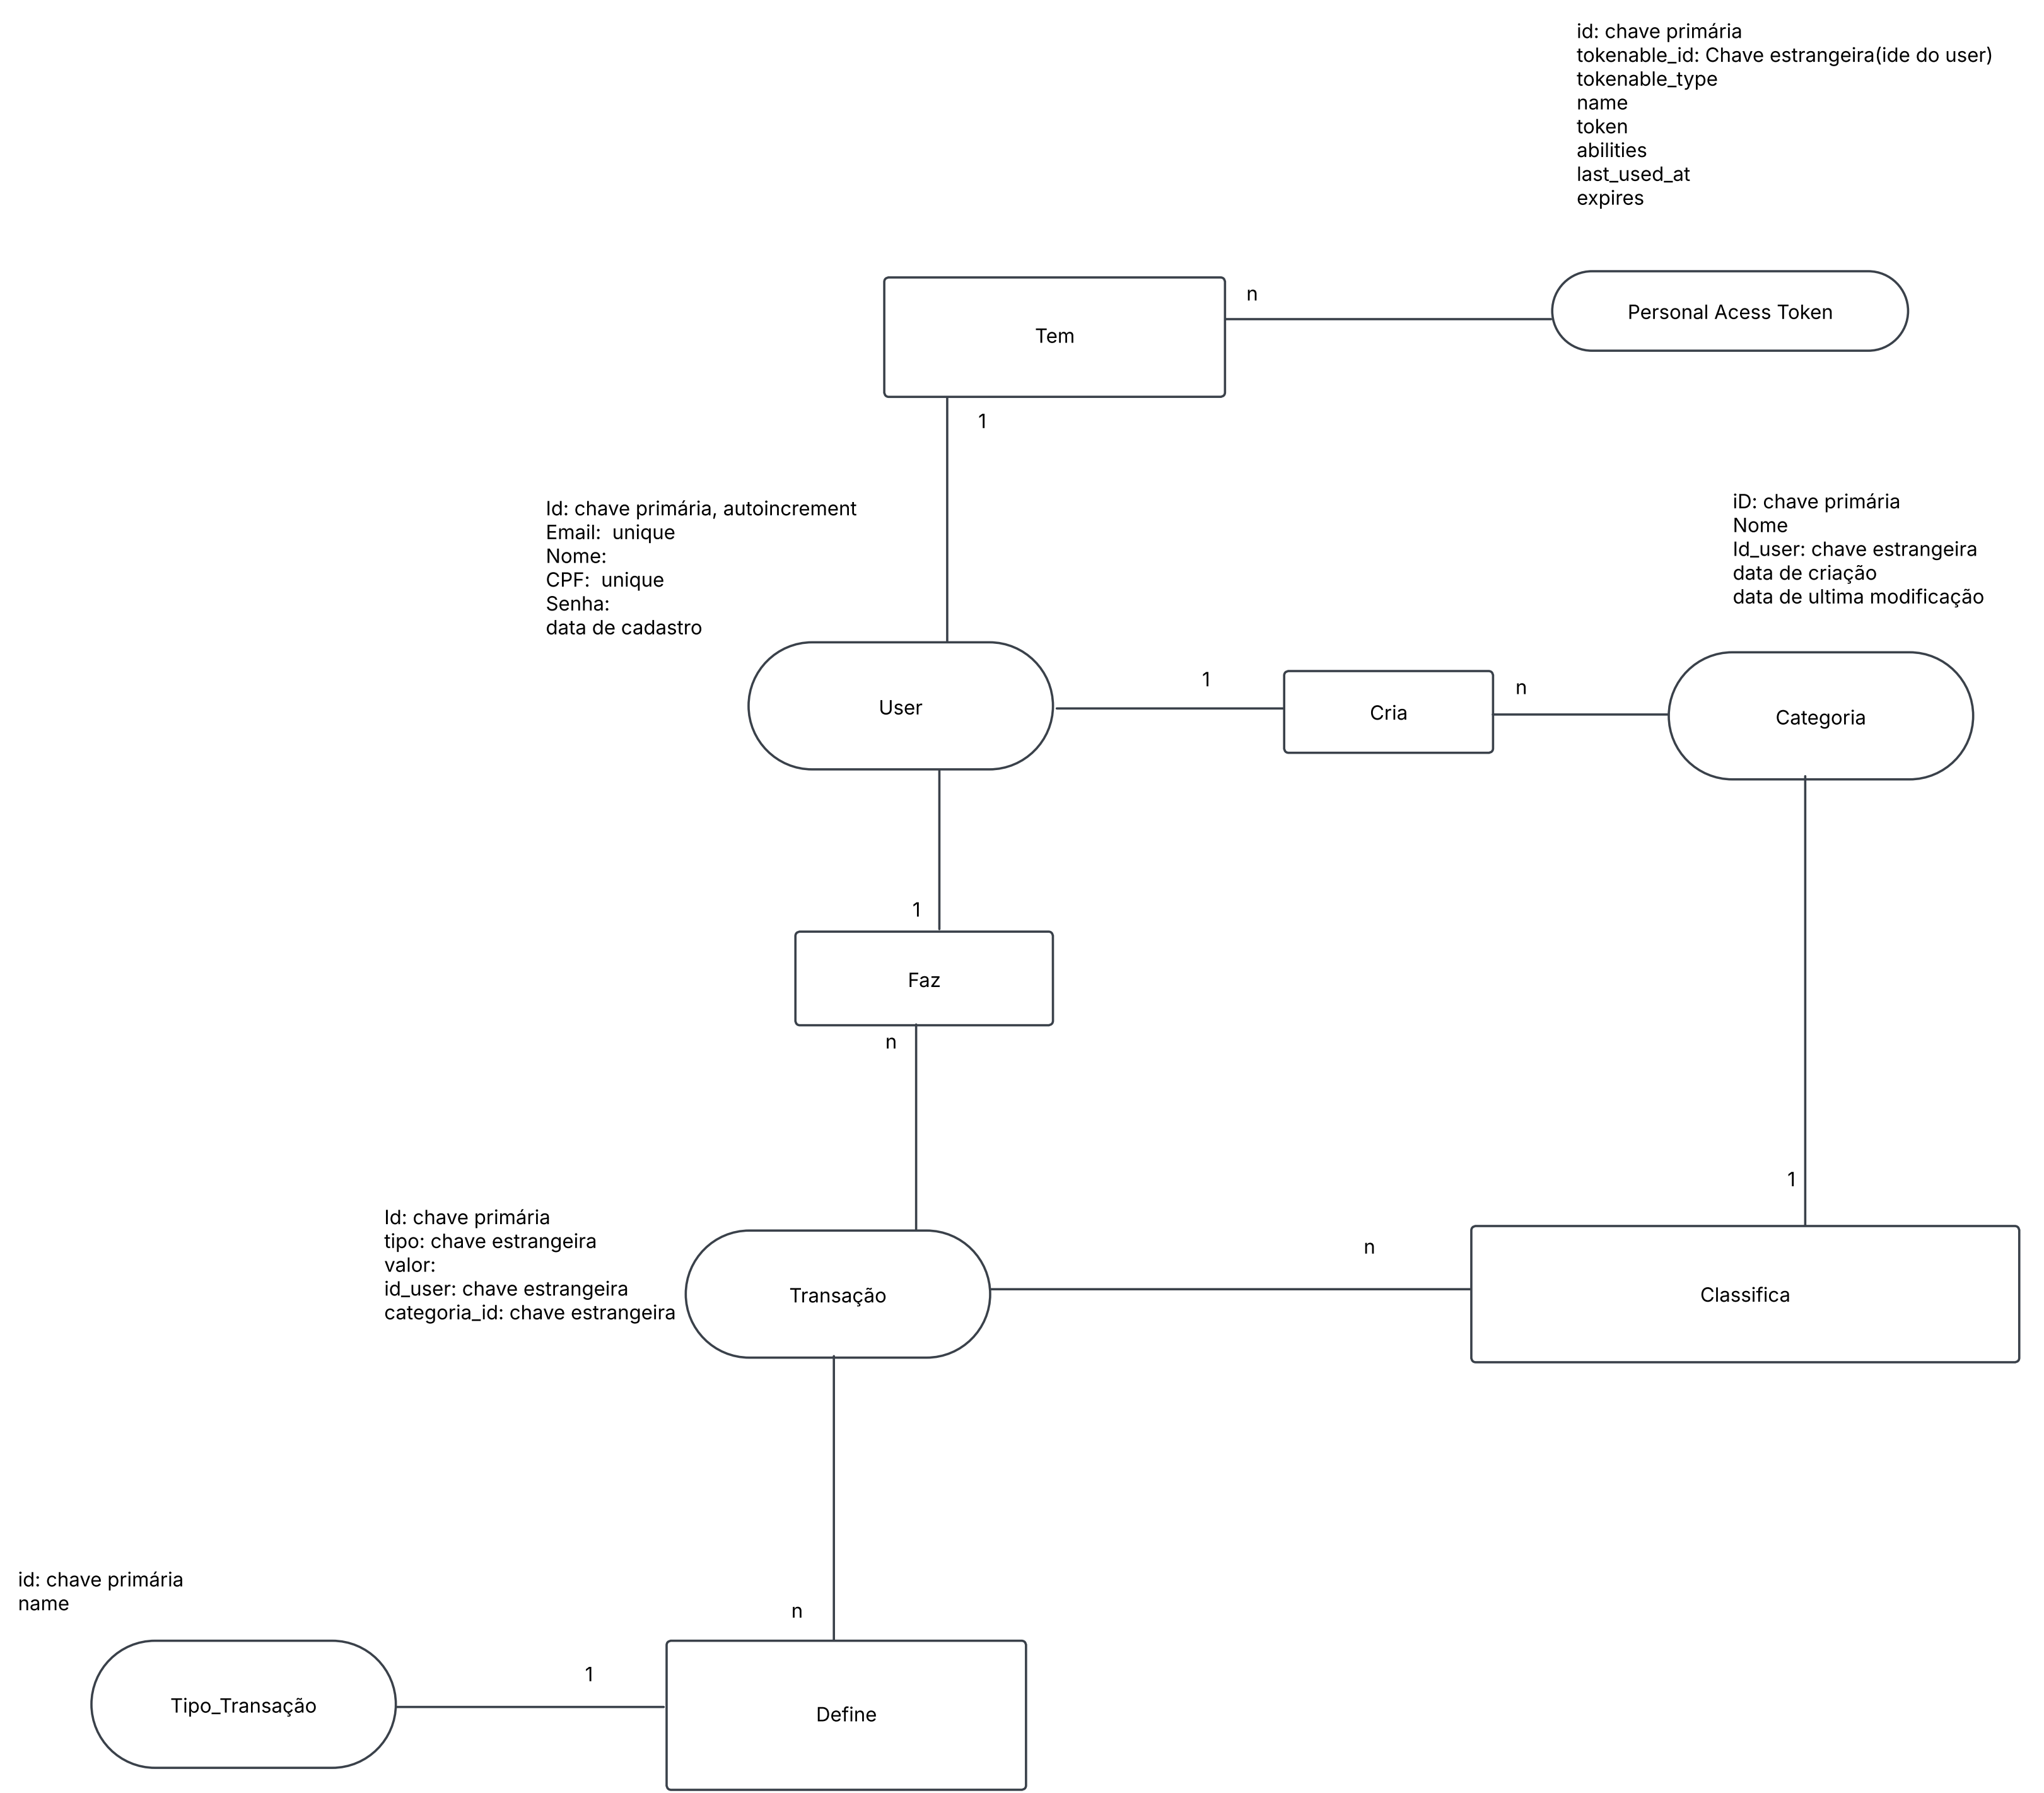 id: chave primária
tokenable_id: Chave estrangeira(ide do user)
tokenable_type
name
token
abilities
last_used_at
expires
n
Tem
Personal Acess Token
1
Id: chave primária, autoincrement
Email:  unique
Nome:
CPF:  unique
Senha:
data de cadastro
iD: chave primária
Nome
Id_user: chave estrangeira
data de criação
data de ultima modificação
User
1
Cria
n
Categoria
1
Faz
n
1
Id: chave primária
tipo: chave estrangeira
valor:
id_user: chave estrangeira
categoria_id: chave estrangeira
Transação
n
Classifica
id: chave primária
name
n
Tipo_Transação
1
Define